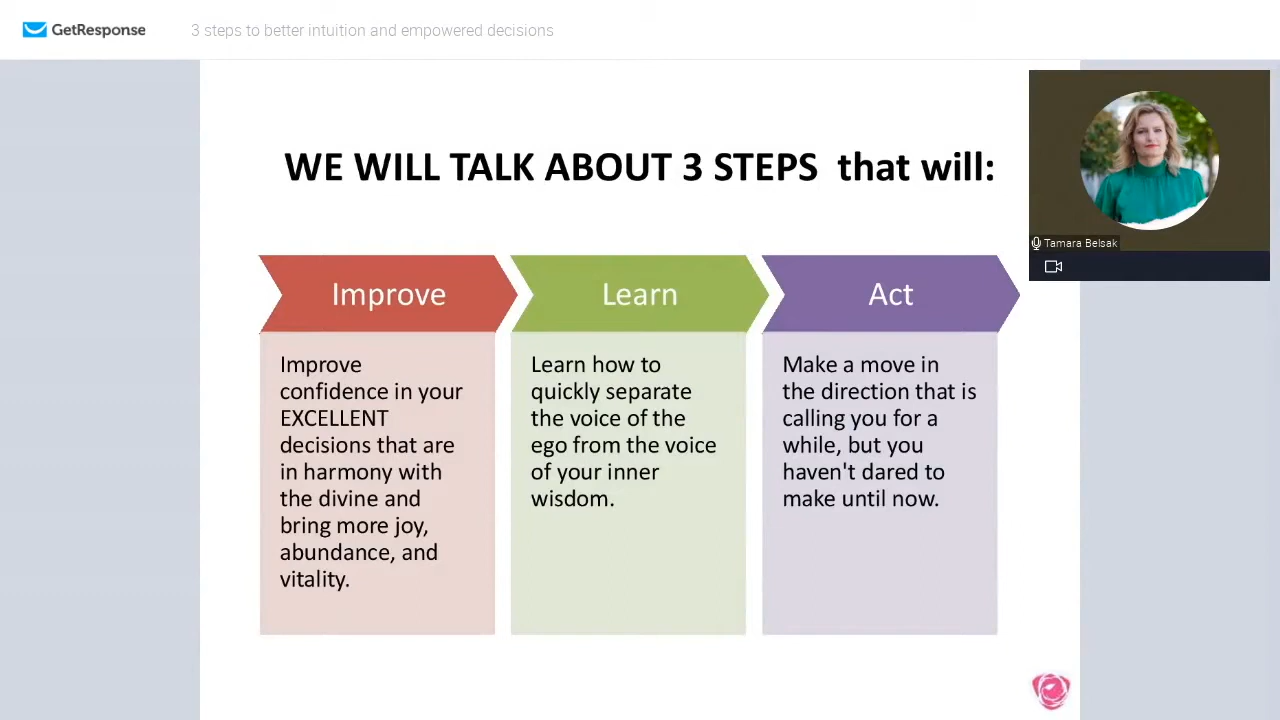 GetResponse
3 steps to better intuition and empowered decisions
WE WILL TALK ABOUT 3 STEPS that will:
Tamara Belsak
Improve
Improve
confidence in your
EXCELLENT
decisions that are
in harmony with
the divine and
bring more joy,
abundance, and
vitality.
Learn
Learn how to
quickly separate
the voice of the
ego from the voice
of your inner
wisdom.
Act
Make a move in
the direction that is
calling you for a
while, but you
haven't dared to
make until now.